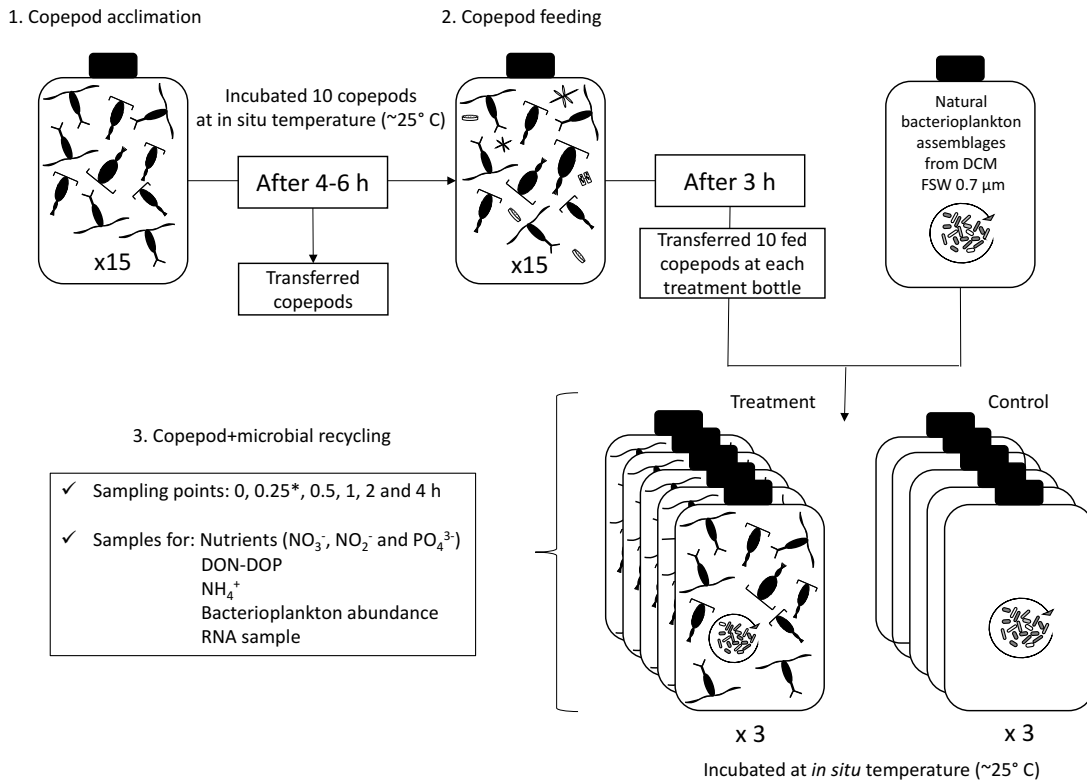 1. Copepod acclimation
2. Copepod feeding
Incubated 10 copepods
at in situ temperature (~25° C)
After 4-6 h
Transferred
copepods
x15
x15
After 3 h
Transferred 10 fed
copepods at each
treatment bottle
Natural
bacterioplankton
assemblages
from DCM
FSW 0.7 µm
3. Copepod+microbial recycling
✓ Sampling points: 0, 0.25*, 0.5, 1, 2 and 4 h
✓ Samples for: Nutrients (NO₃⁻, NO₂⁻ and PO₄³⁻)
DON-DOP
NH₄⁺
Bacterioplankton abundance
RNA sample
Treatment
Control
x 3
x 3
Incubated at in situ temperature (~25° C)